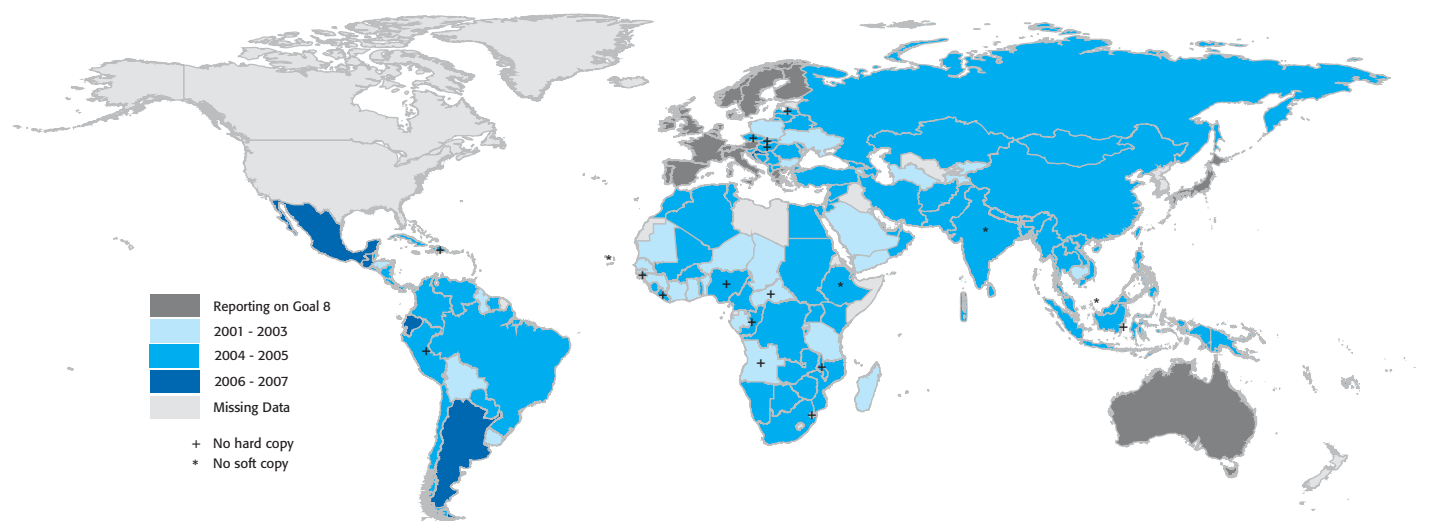 Reporting on Goal 8
2001 - 2003
2004 - 2005
2006 - 2007
Missing Data
+ No hard copy
* No soft copy